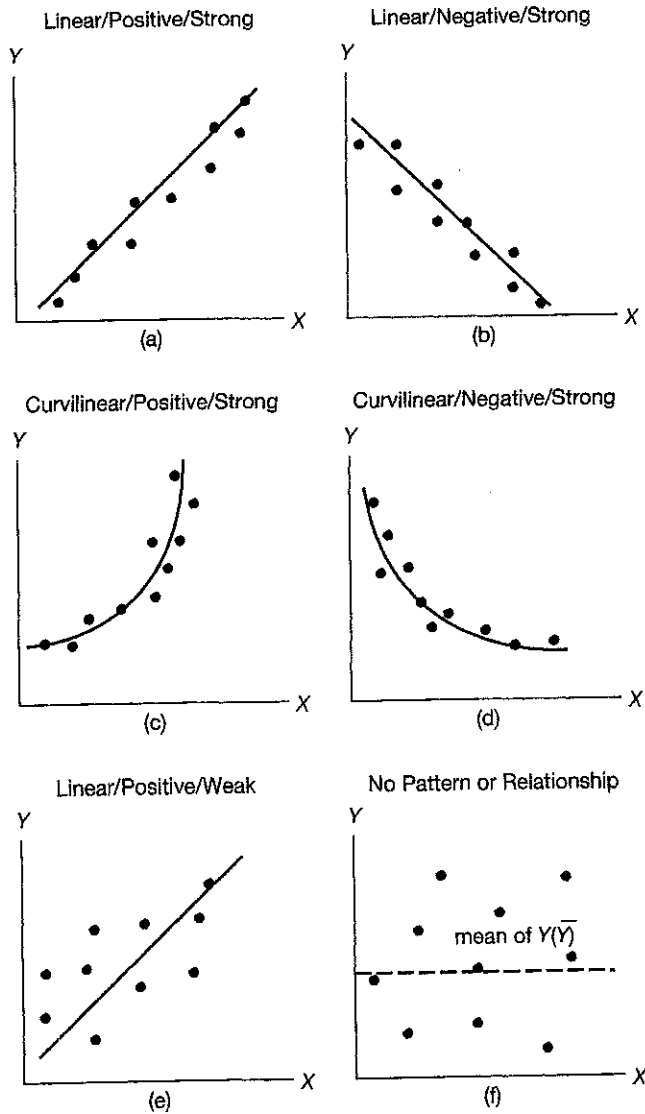 Linear/Positive/Strong
Y
X
(a)
Linear/Negative/Strong
Y
X
(b)
Curvilinear/Positive/Strong
Y
X
(c)
Curvilinear/Negative/Strong
Y
X
(d)
Linear/Positive/Weak
Y
X
(e)
No Pattern or Relationship
Y
mean of Y(Y̅)
X
(f)